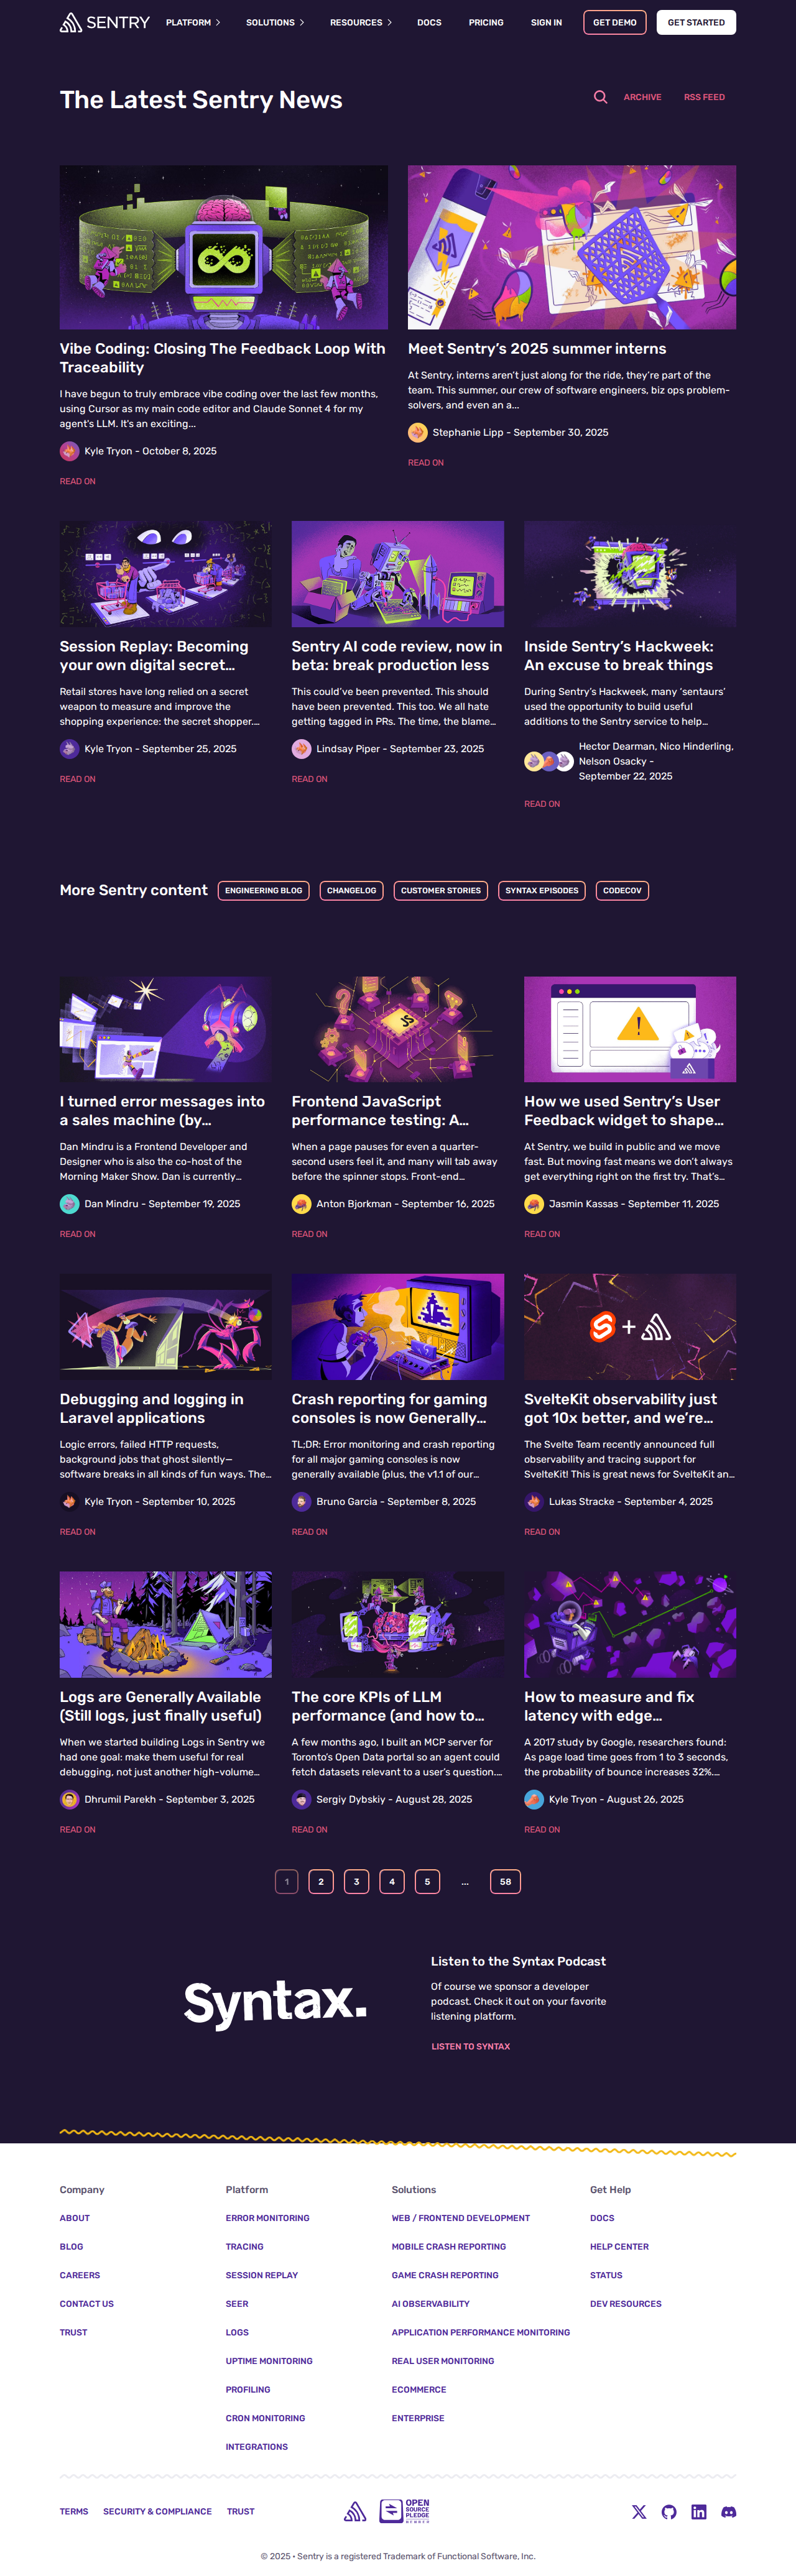 SENTRY
PLATFORM
SOLUTIONS
RESOURCES
DOCS
PRICING
SIGN IN
GET DEMO
GET STARTED
The Latest Sentry News
ARCHIVE
RSS FEED
Vibe Coding: Closing The Feedback Loop With
Traceability
I have begun to truly embrace vibe coding over the last few months,
using Cursor as my main code editor and Claude Sonnet 4 for my
agent's LLM. It's an exciting...
Kyle Tryon - October 8, 2025
READ ON
Meet Sentry's 2025 summer interns
At Sentry, interns aren't just along for the ride, they're part of the
team. This summer, our crew of software engineers, biz ops problem-
solvers, and even an a...
Stephanie Lipp - September 30, 2025
READ ON
Session Replay: Becoming
your own digital secret…
Retail stores have long relied on a secret
weapon to measure and improve the
shopping experience: the secret shopper.…
Kyle Tryon - September 25, 2025
READ ON
Sentry AI code review, now in
beta: break production less
This could've been prevented. This should
have been prevented. This too. We all hate
getting tagged in PRs. The time, the blame…
Lindsay Piper - September 23, 2025
READ ON
Inside Sentry's Hackweek:
An excuse to break things
During Sentry's Hackweek, many 'sentaurs'
used the opportunity to build useful
additions to the Sentry service to help…
Hector Dearman, Nico Hinderling,
Nelson Osacky -
September 22, 2025
READ ON
More Sentry content
ENGINEERING BLOG
CHANGELOG
CUSTOMER STORIES
SYNTAX EPISODES
CODECOV
JS
I turned error messages into
a sales machine (by…
Dan Mindru is a Frontend Developer and
Designer who is also the co-host of the
Morning Maker Show. Dan is currently…
Dan Mindru - September 19, 2025
READ ON
Frontend JavaScript
performance testing: A…
When a page pauses for even a quarter-
second users feel it, and many will tab away
before the spinner stops. Front-end…
Anton Bjorkman - September 16, 2025
READ ON
How we used Sentry's User
Feedback widget to shape…
At Sentry, we build in public and we move
fast. But moving fast means we don't always
get everything right on the first try. That's…
Jasmin Kassas - September 11, 2025
READ ON
Debugging and logging in
Laravel applications
Logic errors, failed HTTP requests,
background jobs that ghost silently—
software breaks in all kinds of fun ways. The…
Kyle Tryon - September 10, 2025
READ ON
Crash reporting for gaming
consoles is now Generally…
TL;DR: Error monitoring and crash reporting
for all major gaming consoles is now
generally available (plus, the v1.1 of our…
Bruno Garcia - September 8, 2025
READ ON
SvelteKit observability just
got 10x better, and we're…
The Svelte Team recently announced full
observability and tracing support for
SvelteKit! This is great news for SvelteKit an…
Lukas Stracke - September 4, 2025
READ ON
Logs are Generally Available
(Still logs, just finally useful)
When we started building Logs in Sentry we
had one goal: make them useful for real
debugging, not just another high-volume…
Dhrumil Parekh - September 3, 2025
READ ON
The core KPIs of LLM
performance (and how to…
A few months ago, I built an MCP server for
Toronto's Open Data portal so an agent could
fetch datasets relevant to a user's question.…
Sergiy Dybskiy - August 28, 2025
READ ON
How to measure and fix
latency with edge…
A 2017 study by Google, researchers found:
As page load time goes from 1 to 3 seconds,
the probability of bounce increases 32%.…
Kyle Tryon - August 26, 2025
READ ON
1
2
3
4
5
...
58
Syntax.
Listen to the Syntax Podcast
Of course we sponsor a developer
podcast. Check it out on your favorite
listening platform.
LISTEN TO SYNTAX
Company
ABOUT
BLOG
CAREERS
CONTACT US
TRUST
Platform
ERROR MONITORING
TRACING
SESSION REPLAY
SEER
LOGS
UPTIME MONITORING
PROFILING
CRON MONITORING
INTEGRATIONS
Solutions
WEB / FRONTEND DEVELOPMENT
MOBILE CRASH REPORTING
GAME CRASH REPORTING
AI OBSERVABILITY
APPLICATION PERFORMANCE MONITORING
REAL USER MONITORING
ECOMMERCE
ENTERPRISE
Get Help
DOCS
HELP CENTER
STATUS
DEV RESOURCES
TERMS
SECURITY & COMPLIANCE
TRUST
OPEN
SOURCE
PLEDGE
MEMBER
© 2025 • Sentry is a registered Trademark of Functional Software, Inc.